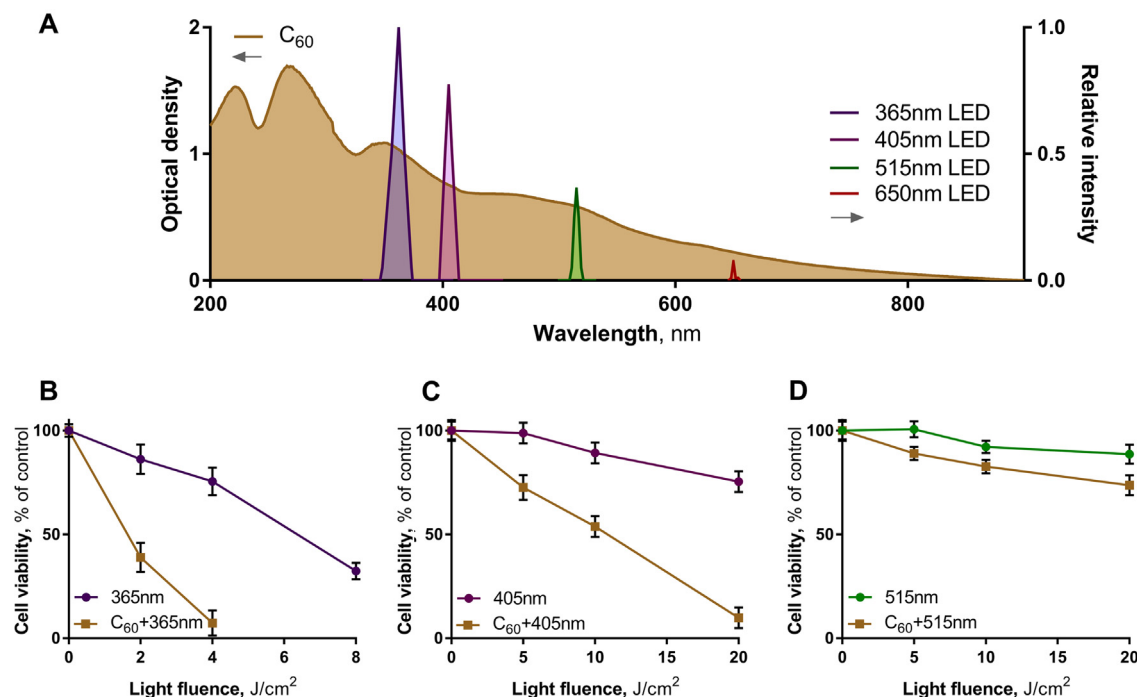 A
C60
Optical density
2
1
0
1.0
0.5
0.0
Relative intensity
365nm LED
405nm LED
515nm LED
650nm LED
200
400
600
800
Wavelength, nm
B
Cell viability, % of control
100
50
0
365nm
C60+365nm
0
2
4
6
8
Light fluence, J/cm2
C
Cell viability, % of control
100
50
0
405nm
C60+405nm
0
5
10
15
20
Light fluence, J/cm2
D
Cell viability, % of control
100
50
0
515nm
C60+515nm
0
5
10
15
20
Light fluence, J/cm2